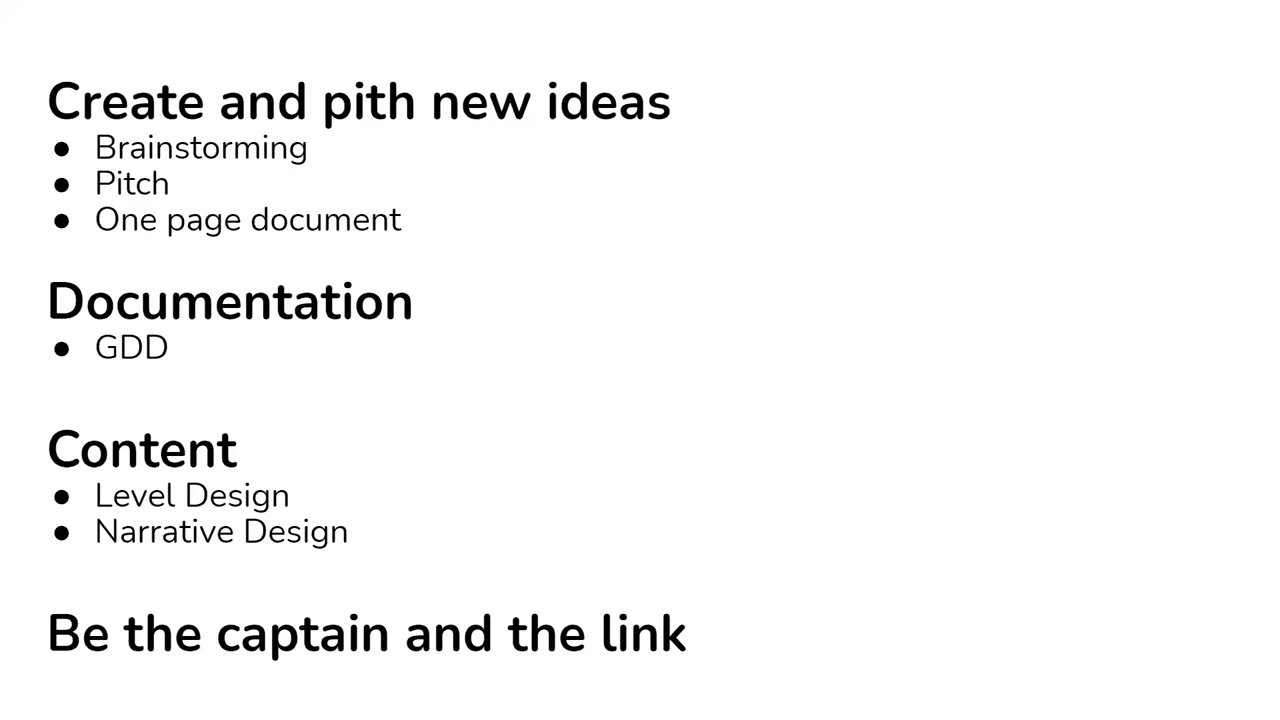 Create and pith new ideas
● Brainstorming
● Pitch
● One page document
Documentation
● GDD
Content
● Level Design
● Narrative Design
Be the captain and the link